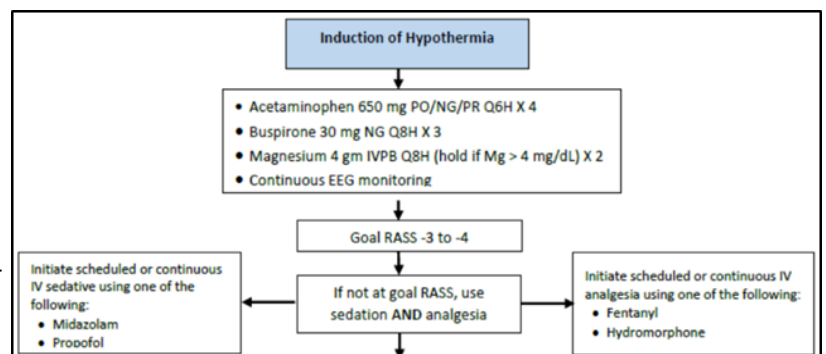 Induction of Hypothermia
• Acetaminophen 650 mg PO/NG/PR Q6H X 4
• Buspirone 30 mg NG Q8H X 3
• Magnesium 4 gm IVPB Q8H (hold if Mg > 4 mg/dL) X 2
• Continuous EEG monitoring
Goal RASS -3 to -4
Initiate scheduled or continuous
IV sedative using one of the
following:
• Midazolam
• Propofol
If not at goal RASS, use
sedation AND analgesia
Initiate scheduled or continuous IV
analgesia using one of the following:
• Fentanyl
• Hydromorphone